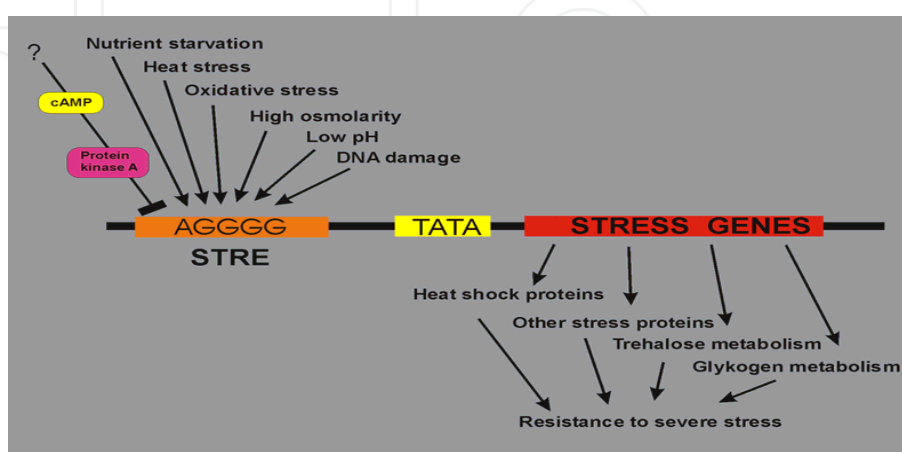 ?
Nutrient starvation
Heat stress
Oxidative stress
High osmolarity
Low pH
DNA damage
cAMP
Protein
kinase A
AGGGG
TATA
STRESS GENES
STRE
Heat shock proteins
Other stress proteins
Trehalose metabolism
Glykogen metabolism
Resistance to severe stress